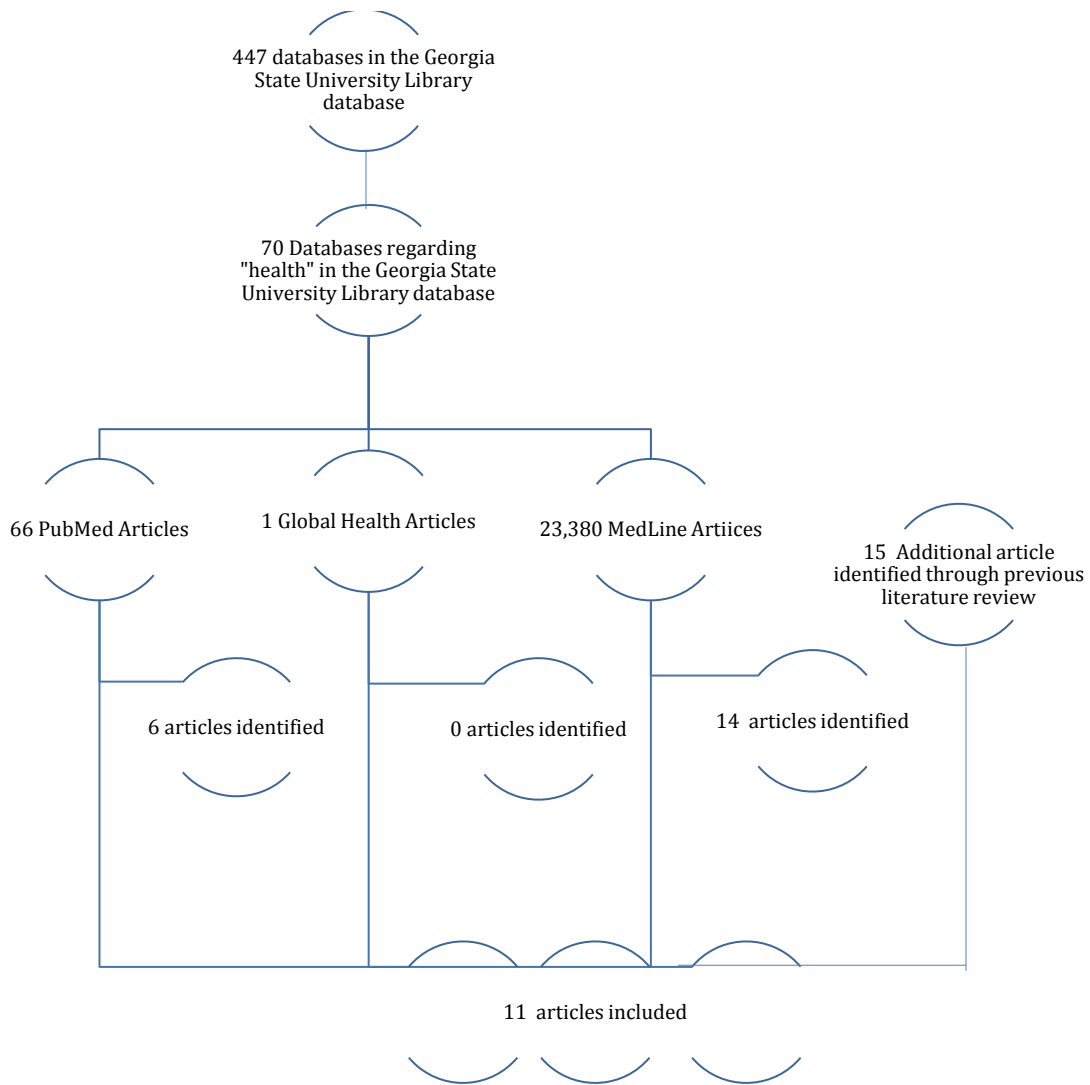 447 databases in the Georgia
State University Library
database
70 Databases regarding
"health" in the Georgia State
University Library database
66 PubMed Articles
1 Global Health Articles
23,380 MedLine Artiices
15 Additional article
identified through previous
literature review
6 articles identified
0 articles identified
14 articles identified
11 articles included